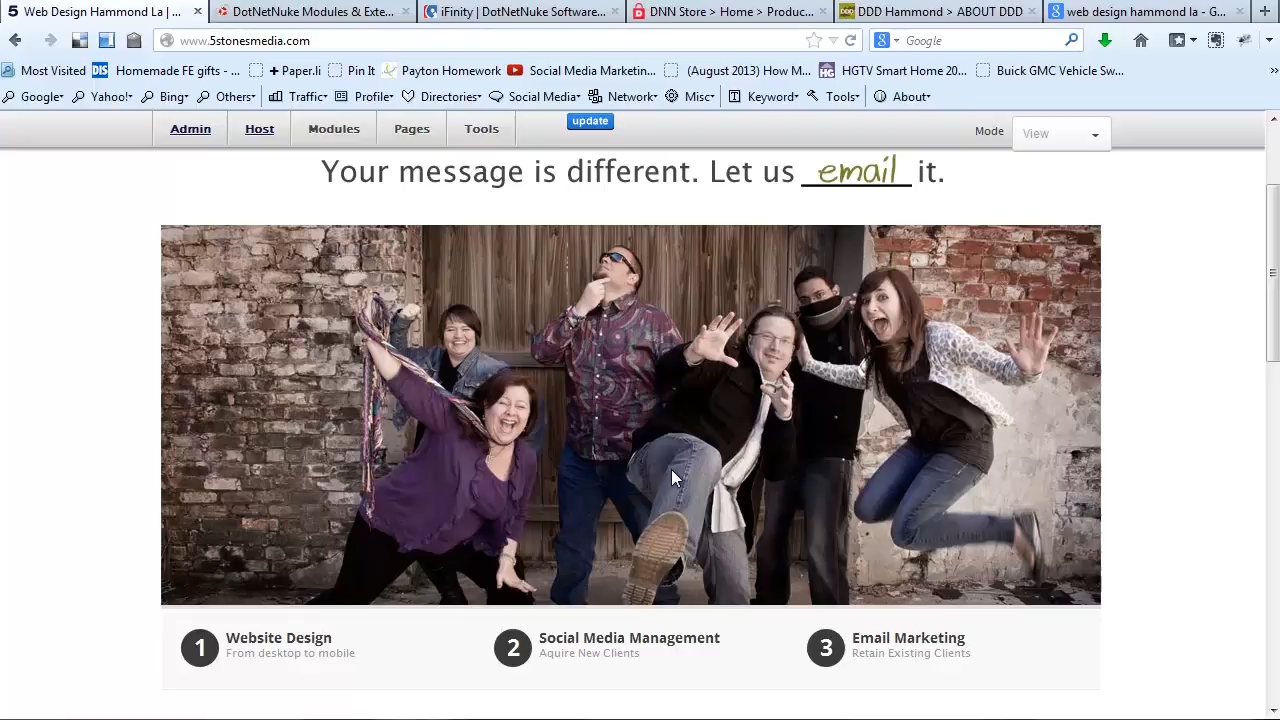 5 Web Design Hammond La | ... × DotNetNuke Modules & Exte... × iFinity | DotNetNuke Software... × DNN Store > Home > Produc... × DDD Hammond > ABOUT DDD × web design hammond la - G... ×
www.5stonesmedia.com Google
Most Visited DIS Homemade FE gifts - ... + Paper.li Pin It Payton Homework Social Media Marketin... (August 2013) How M... HG HGTV Smart Home 20... Buick GMC Vehicle Sw... »
Google Yahoo! Bing Others Traffic Profile Directories Social Media Network Misc Keyword Tools About
Admin Host Modules Pages Tools update Mode View
Your message is different. Let us email it.
1 Website Design 2 Social Media Management 3 Email Marketing
From desktop to mobile Aquire New Clients Retain Existing Clients